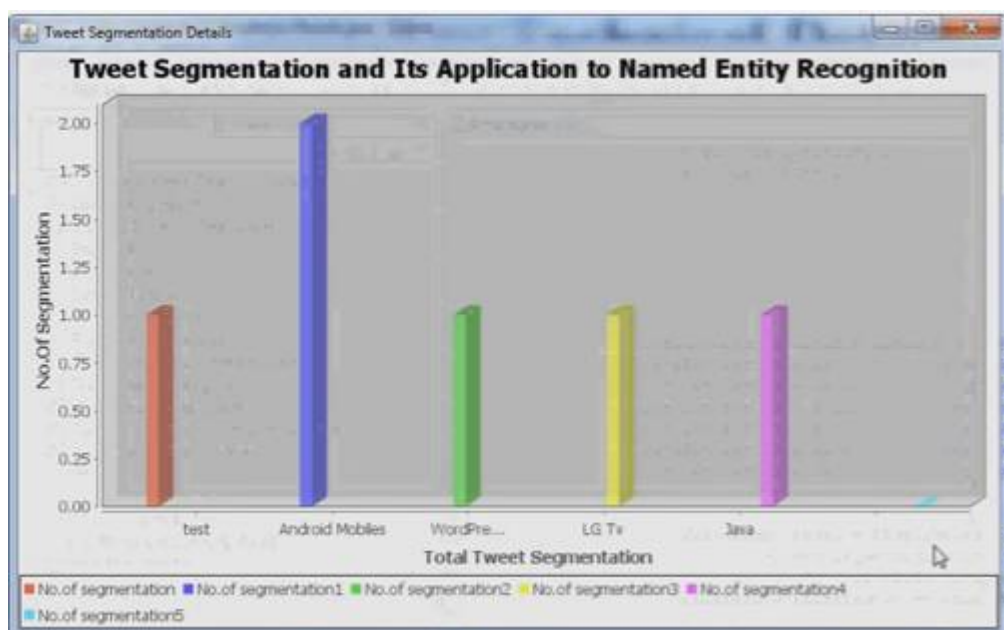 Tweet Segmentation Details
Tweet Segmentation and Its Application to Named Entity Recognition
No.Of Segmentation
2.00
1.75
1.50
1.25
1.00
0.75
0.50
0.25
0.00
test Android Mobiles WordPre... LG Tv Java
Total Tweet Segmentation
No.of segmentation No.of segmentation1 No.of segmentation2 No.of segmentation3 No.of segmentation4
No.of segmentation5